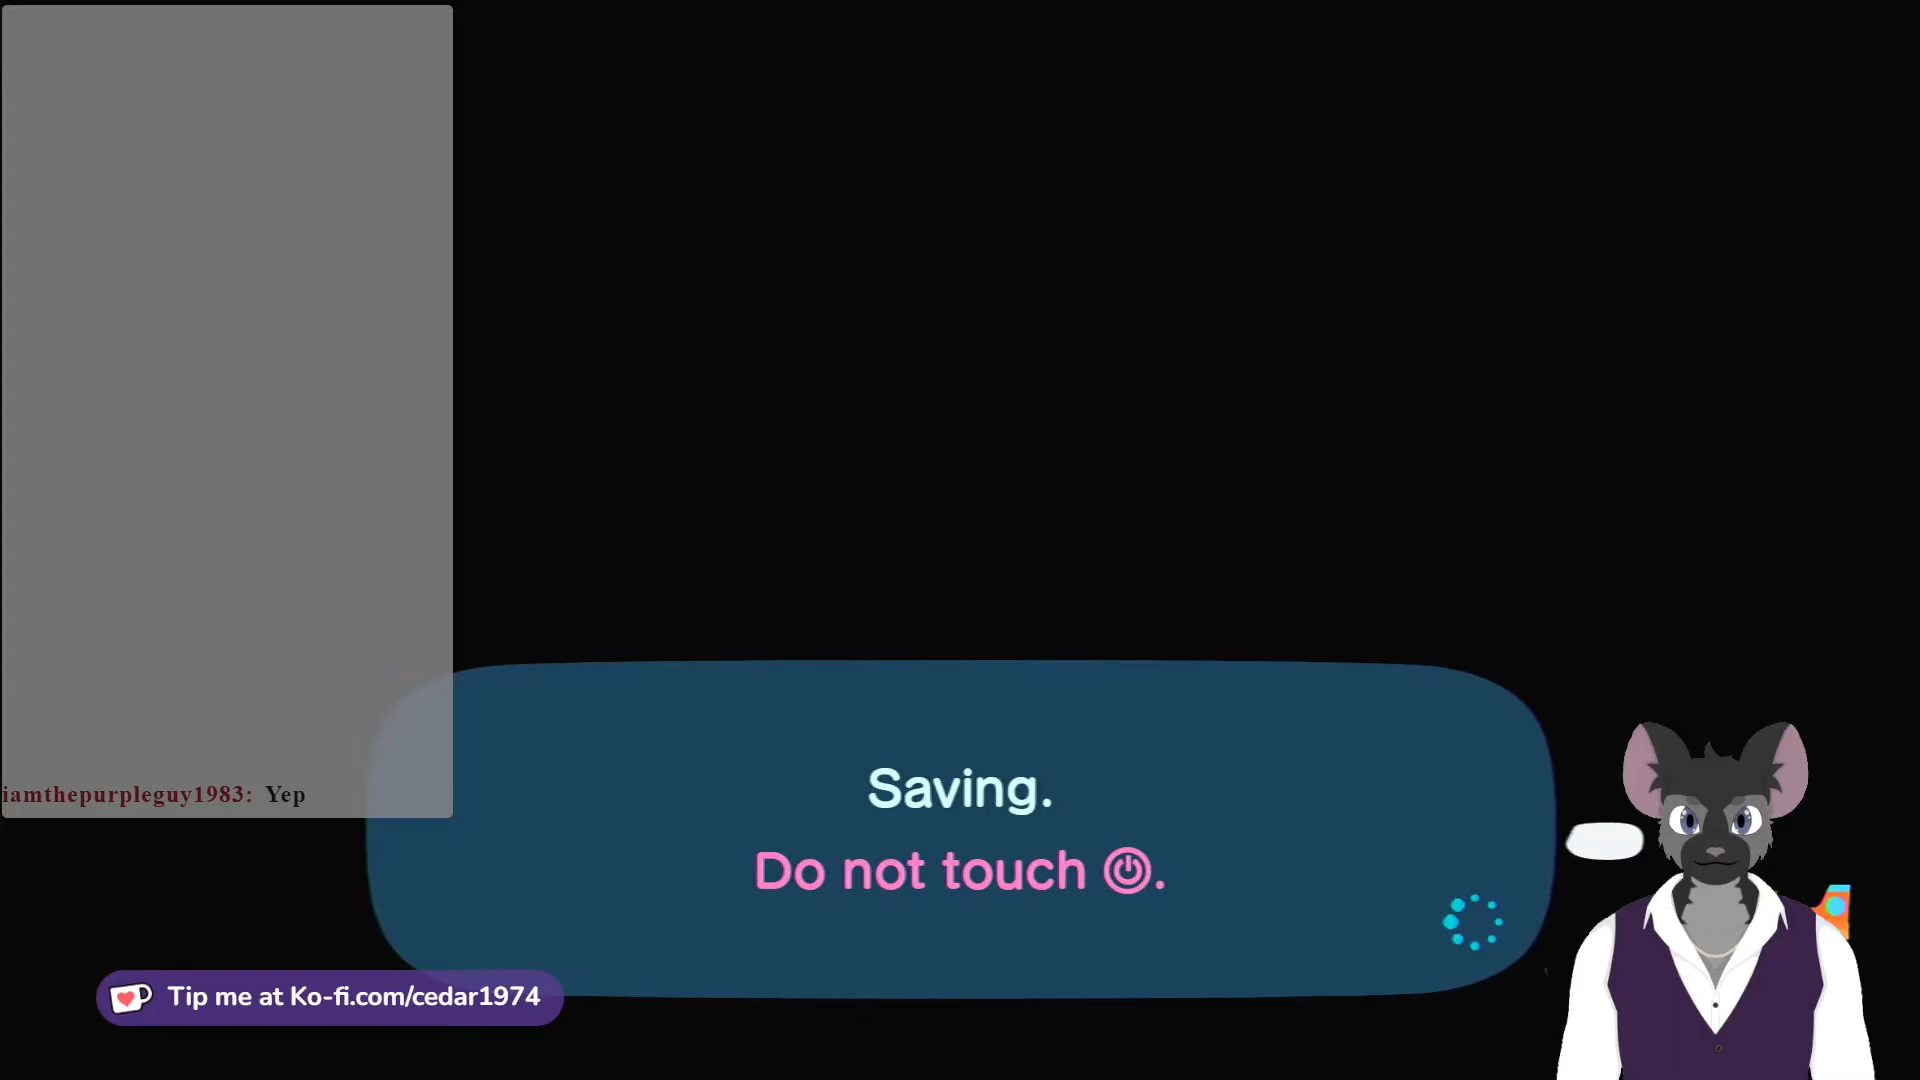 iamthepurpleguy1983: Yep
Saving.
Do not touch ⏻.
Tip me at Ko-fi.com/cedar1974